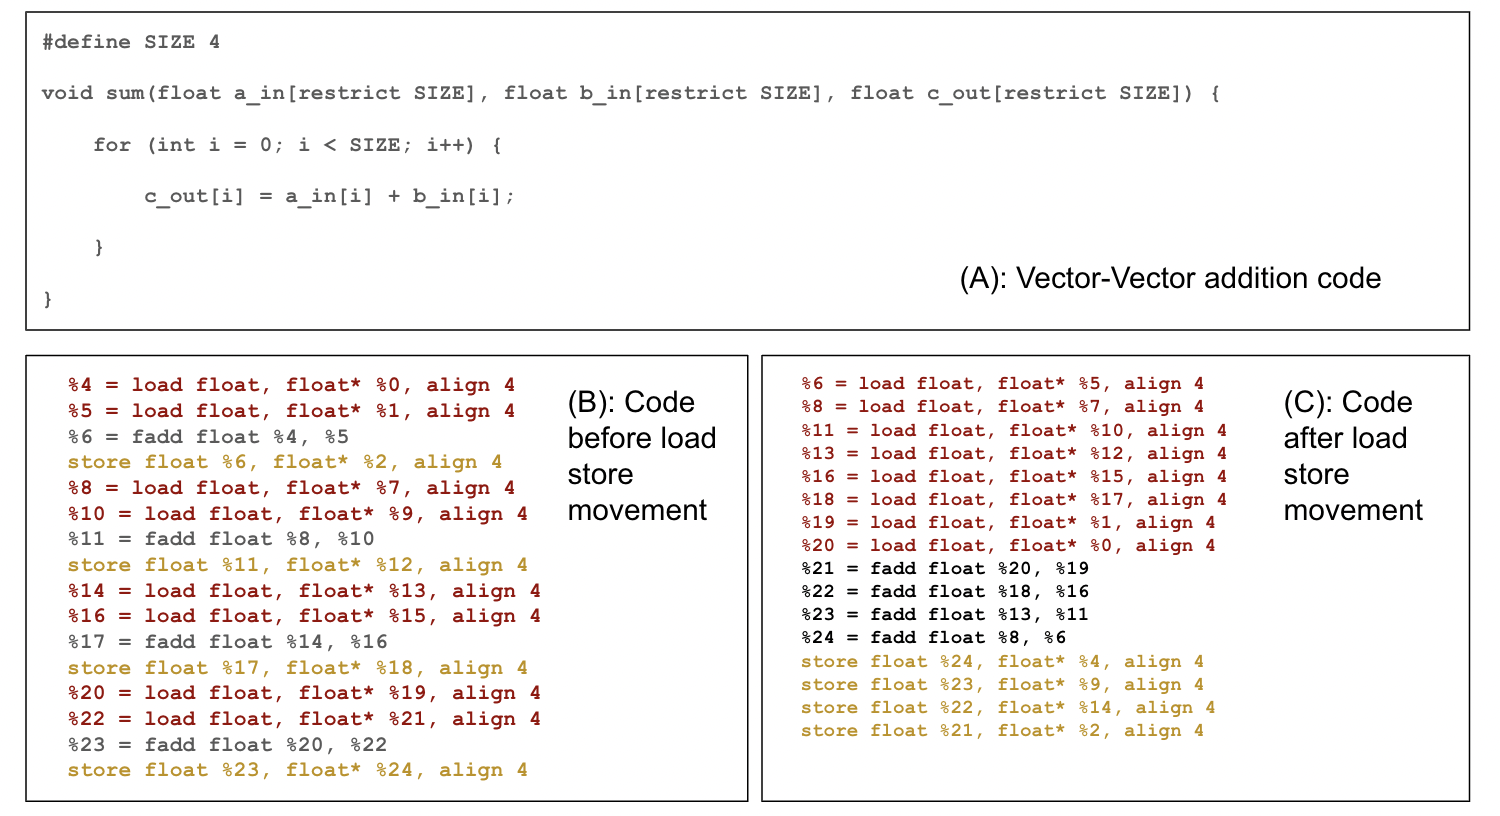 #define SIZE 4
void sum(float a_in[restrict SIZE], float b_in[restrict SIZE], float c_out[restrict SIZE]) {
for (int i = 0; i < SIZE; i++) {
c_out[i] = a_in[i] + b_in[i];
}
}
(A): Vector-Vector addition code
%4 = load float, float* %0, align 4
%5 = load float, float* %1, align 4
%6 = fadd float %4, %5
store float %6, float* %2, align 4
%8 = load float, float* %7, align 4
%10 = load float, float* %9, align 4
%11 = fadd float %8, %10
store float %11, float* %12, align 4
%14 = load float, float* %13, align 4
%16 = load float, float* %15, align 4
%17 = fadd float %14, %16
store float %17, float* %18, align 4
%20 = load float, float* %19, align 4
%22 = load float, float* %21, align 4
%23 = fadd float %20, %22
store float %23, float* %24, align 4
(B): Code
before load
store
movement
%6 = load float, float* %5, align 4
%8 = load float, float* %7, align 4
%11 = load float, float* %10, align 4
%13 = load float, float* %12, align 4
%16 = load float, float* %15, align 4
%18 = load float, float* %17, align 4
%19 = load float, float* %1, align 4
%20 = load float, float* %0, align 4
%21 = fadd float %20, %19
%22 = fadd float %18, %16
%23 = fadd float %13, %11
%24 = fadd float %8, %6
store float %24, float* %4, align 4
store float %23, float* %9, align 4
store float %22, float* %14, align 4
store float %21, float* %2, align 4
(C): Code
after load
store
movement